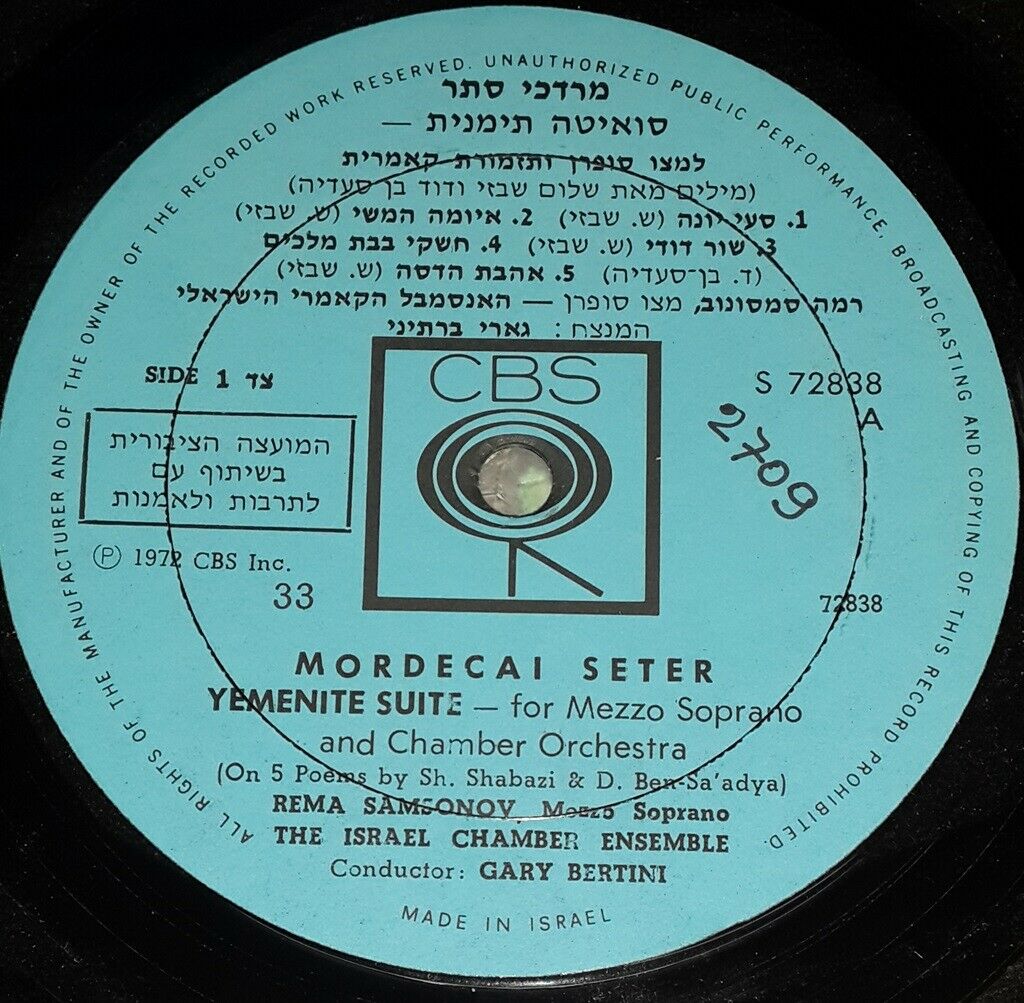 ALL RIGHTS OF THE MANUFACTURER AND OF THE OWNER OF THE RECORDED WORK RESERVED. UNAUTHORIZED PUBLIC PERFORMANCE, BROADCASTING AND COPYING OF THIS RECORD PROHIBITED.
מרדכי סתר
סואיטה תימנית —
למצו סופרן ותזמורת קאמרית
(מילים מאת שלום שבזי ודוד בן סעדיה)
1. סעי יונה (ש. שבזי) 2. איומה המשי (ש. שבזי)
3. שור דודי (ש. שבזי) 4. חשקי בבת מלכים
(ד. בן־סעדיה) 5. אהבת הדסה (ש. שבזי)
רמה סמסונוב, מצו סופרן — האנסמבל הקאמרי הישראלי
המנצח: גארי ברתיני
CBS
SIDE 1 צד
S 72838
A
2709
המועצה הציבורית
בשיתוף עם
לתרבות ולאמנות
℗ 1972 CBS Inc.
33
72838
MORDECAI SETER
YEMENITE SUITE — for Mezzo Soprano
and Chamber Orchestra
(On 5 Poems by Sh. Shabazi & D. Ben-Sa'adya)
REMA SAMSONOV, Mezzo Soprano
THE ISRAEL CHAMBER ENSEMBLE
Conductor: GARY BERTINI
MADE IN ISRAEL